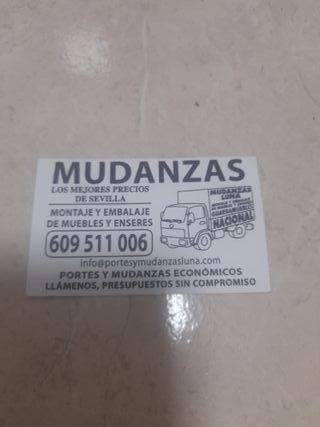 MUDANZAS
LOS MEJORES PRECIOS
DE SEVILLA
MONTAJE Y EMBALAJE
DE MUEBLES Y ENSERES
609 511 006
MUDANZAS
LUNA
GUARDAMUEBLES
NACIONAL
info@portesymudanzasluna.com
PORTES Y MUDANZAS ECONÓMICOS
LLÁMENOS, PRESUPUESTOS SIN COMPROMISO